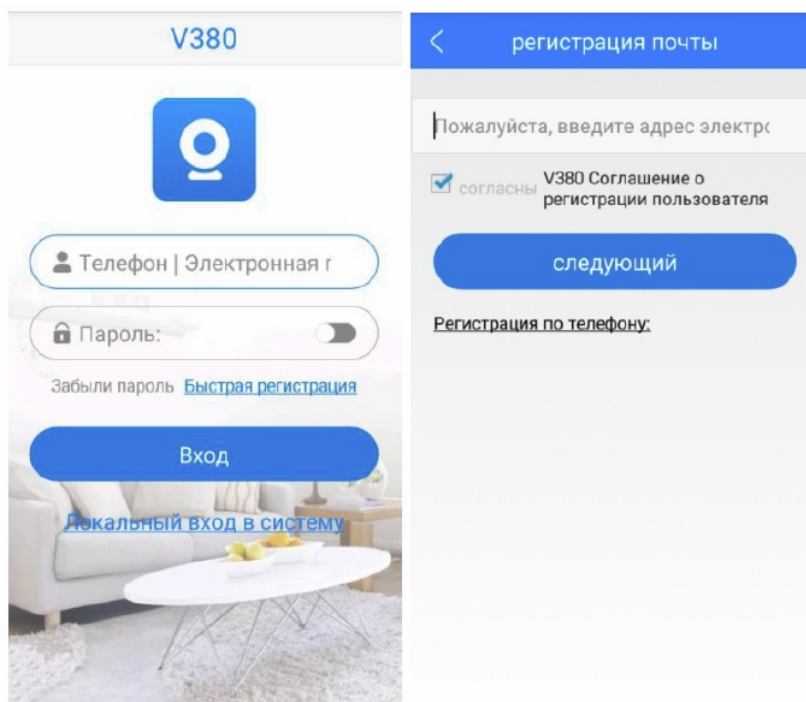 V380
Телефон | Электронная г
Пароль:
Забыли пароль Быстрая регистрация
Вход
Локальный вход в систему
регистрация почты
Пожалуйста, введите адрес электрс
согласны V380 Соглашение о
регистрации пользователя
следующий
Регистрация по телефону: